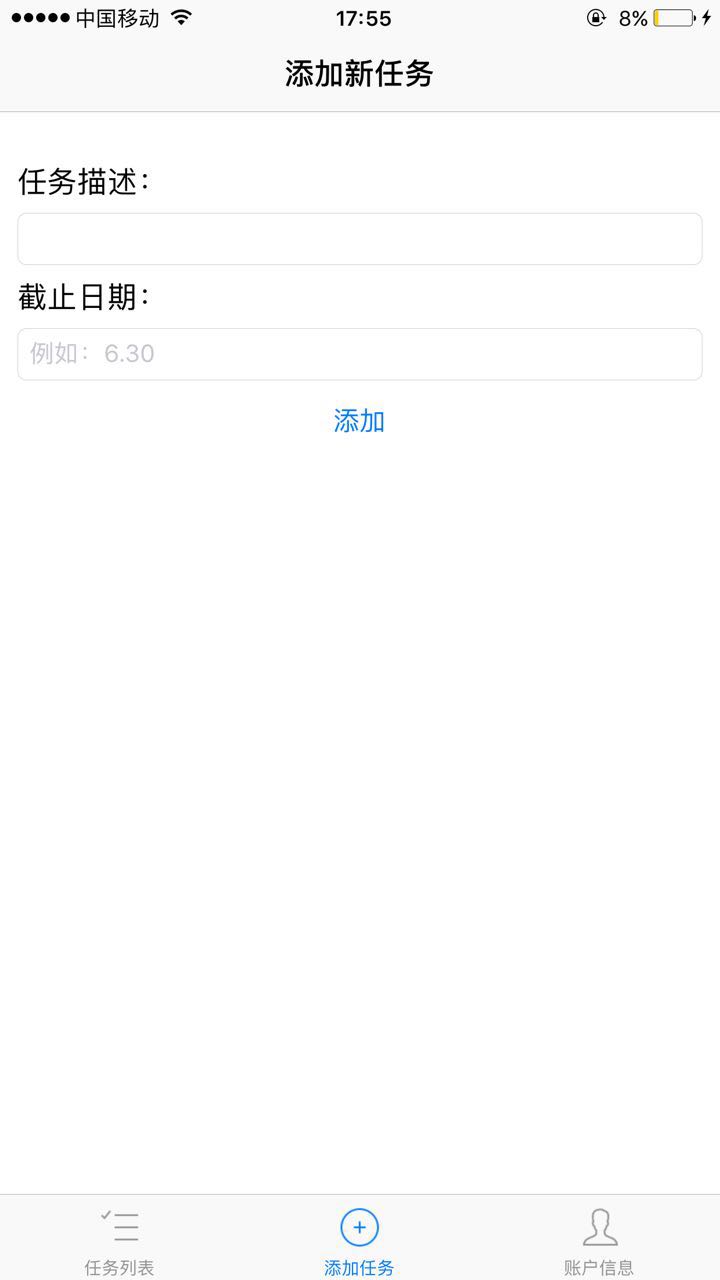 中国移动 17:55 8%
添加新任务
任务描述：
截止日期：
例如：6.30
添加
任务列表 添加任务 账户信息